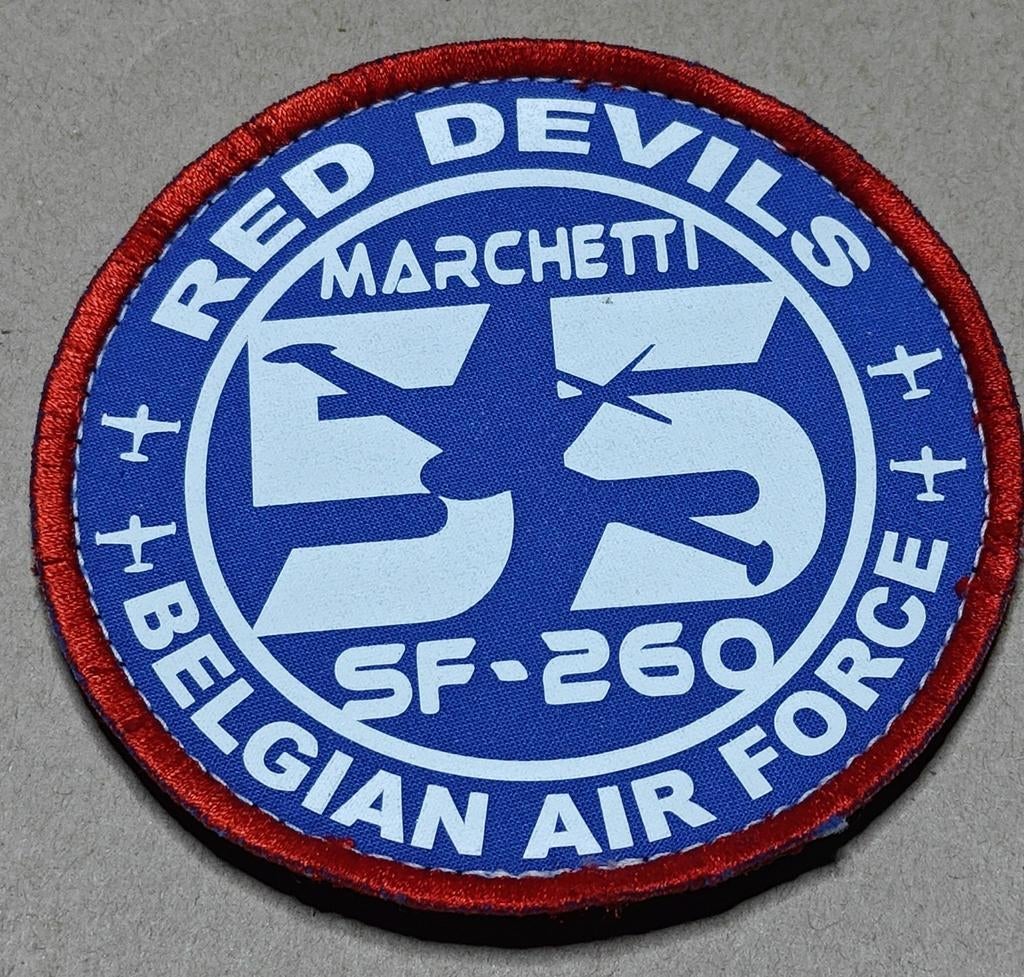 RED DEVILS
MARCHETTI
55
SF-260
BELGIAN AIR FORCE